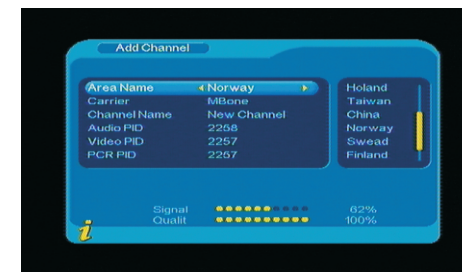 Add Channel
Area Name Norway
Carrier MBone
Channel Name New Channel
Audio PID 2258
Video PID 2257
PCR PID 2257
Holand
Taiwan
China
Norway
Swead
Finland
Signal 62%
Qualit 100%
i